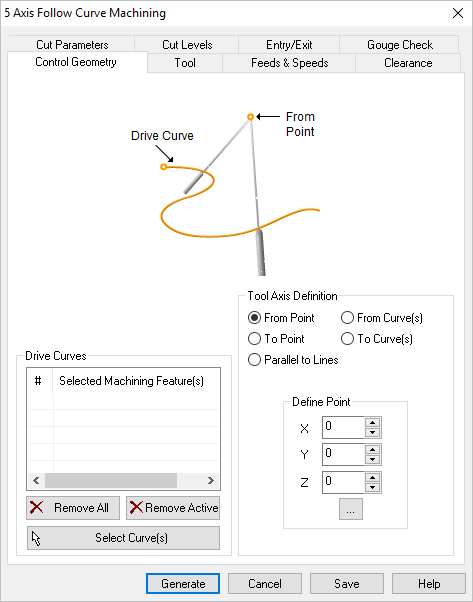 5 Axis Follow Curve Machining
Cut Parameters Cut Levels Entry/Exit Gouge Check
Control Geometry Tool Feeds & Speeds Clearance
From
Point
Drive Curve
Tool Axis Definition
From Point From Curve(s)
To Point To Curve(s)
Parallel to Lines
Drive Curves
# Selected Machining Feature(s)
Define Point
X 0
Y 0
Z 0
...
Remove All Remove Active
Select Curve(s)
Generate Cancel Save Help